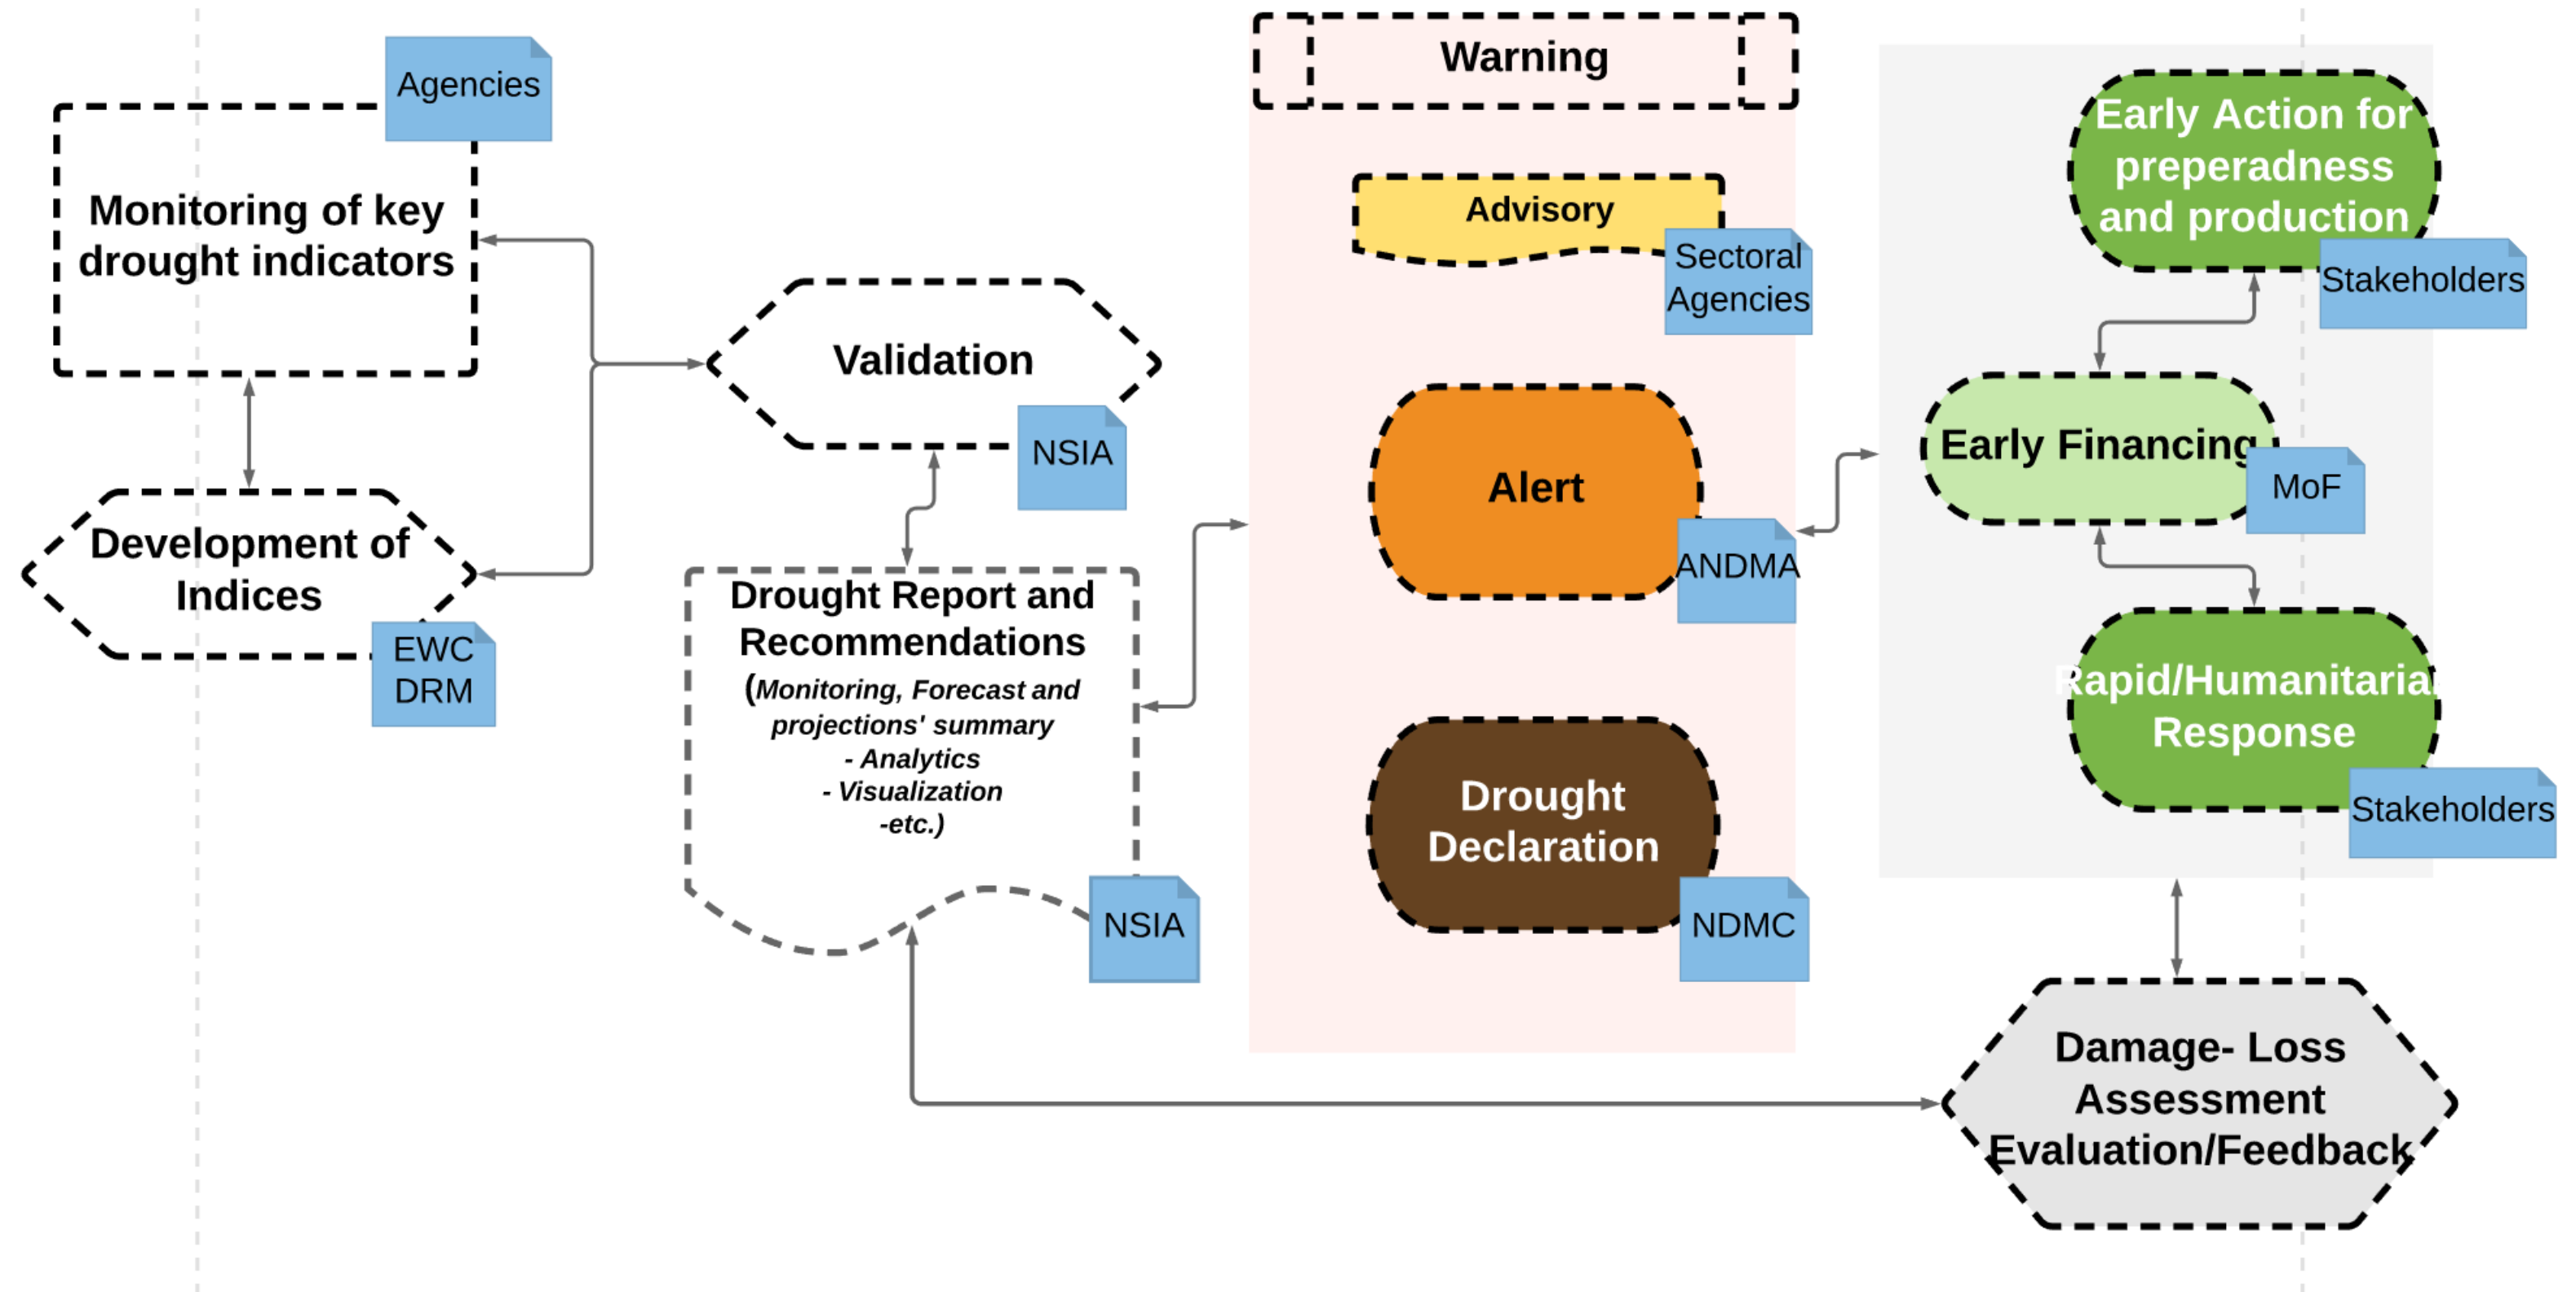 Agencies
Monitoring of key
drought indicators
Development of
Indices
EWC
DRM
Validation
NSIA
Drought Report and
Recommendations
(Monitoring, Forecast and
projections' summary
- Analytics
- Visualization
-etc.)
NSIA
Warning
Advisory
Sectoral
Agencies
Alert
ANDMA
Drought
Declaration
NDMC
Early Action for
preperadness
and production
Stakeholders
Early Financing
MoF
Rapid/Humanitaria
Response
Stakeholders
Damage- Loss
Assessment
Evaluation/Feedback